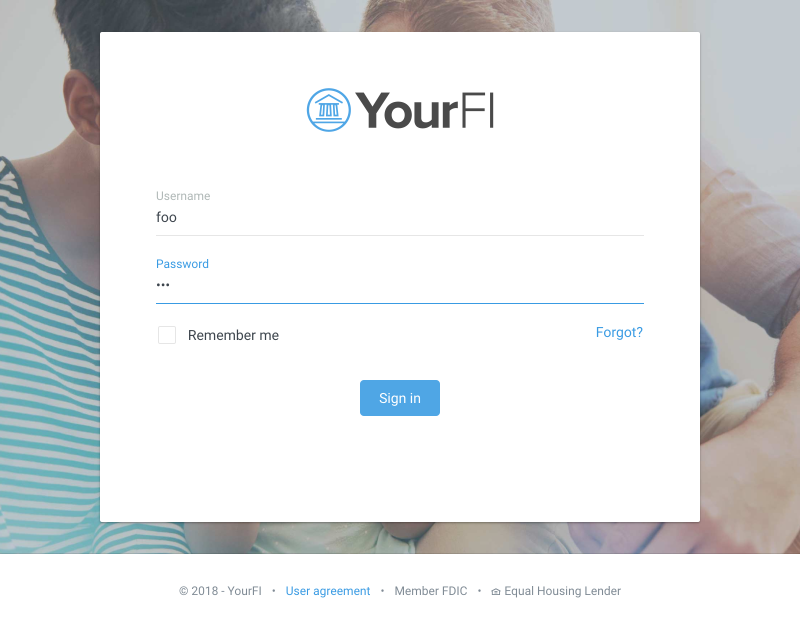 YourFI
Username
foo
Password
•••
Remember me
Forgot?
Sign in
© 2018 - YourFI • User agreement • Member FDIC • Equal Housing Lender